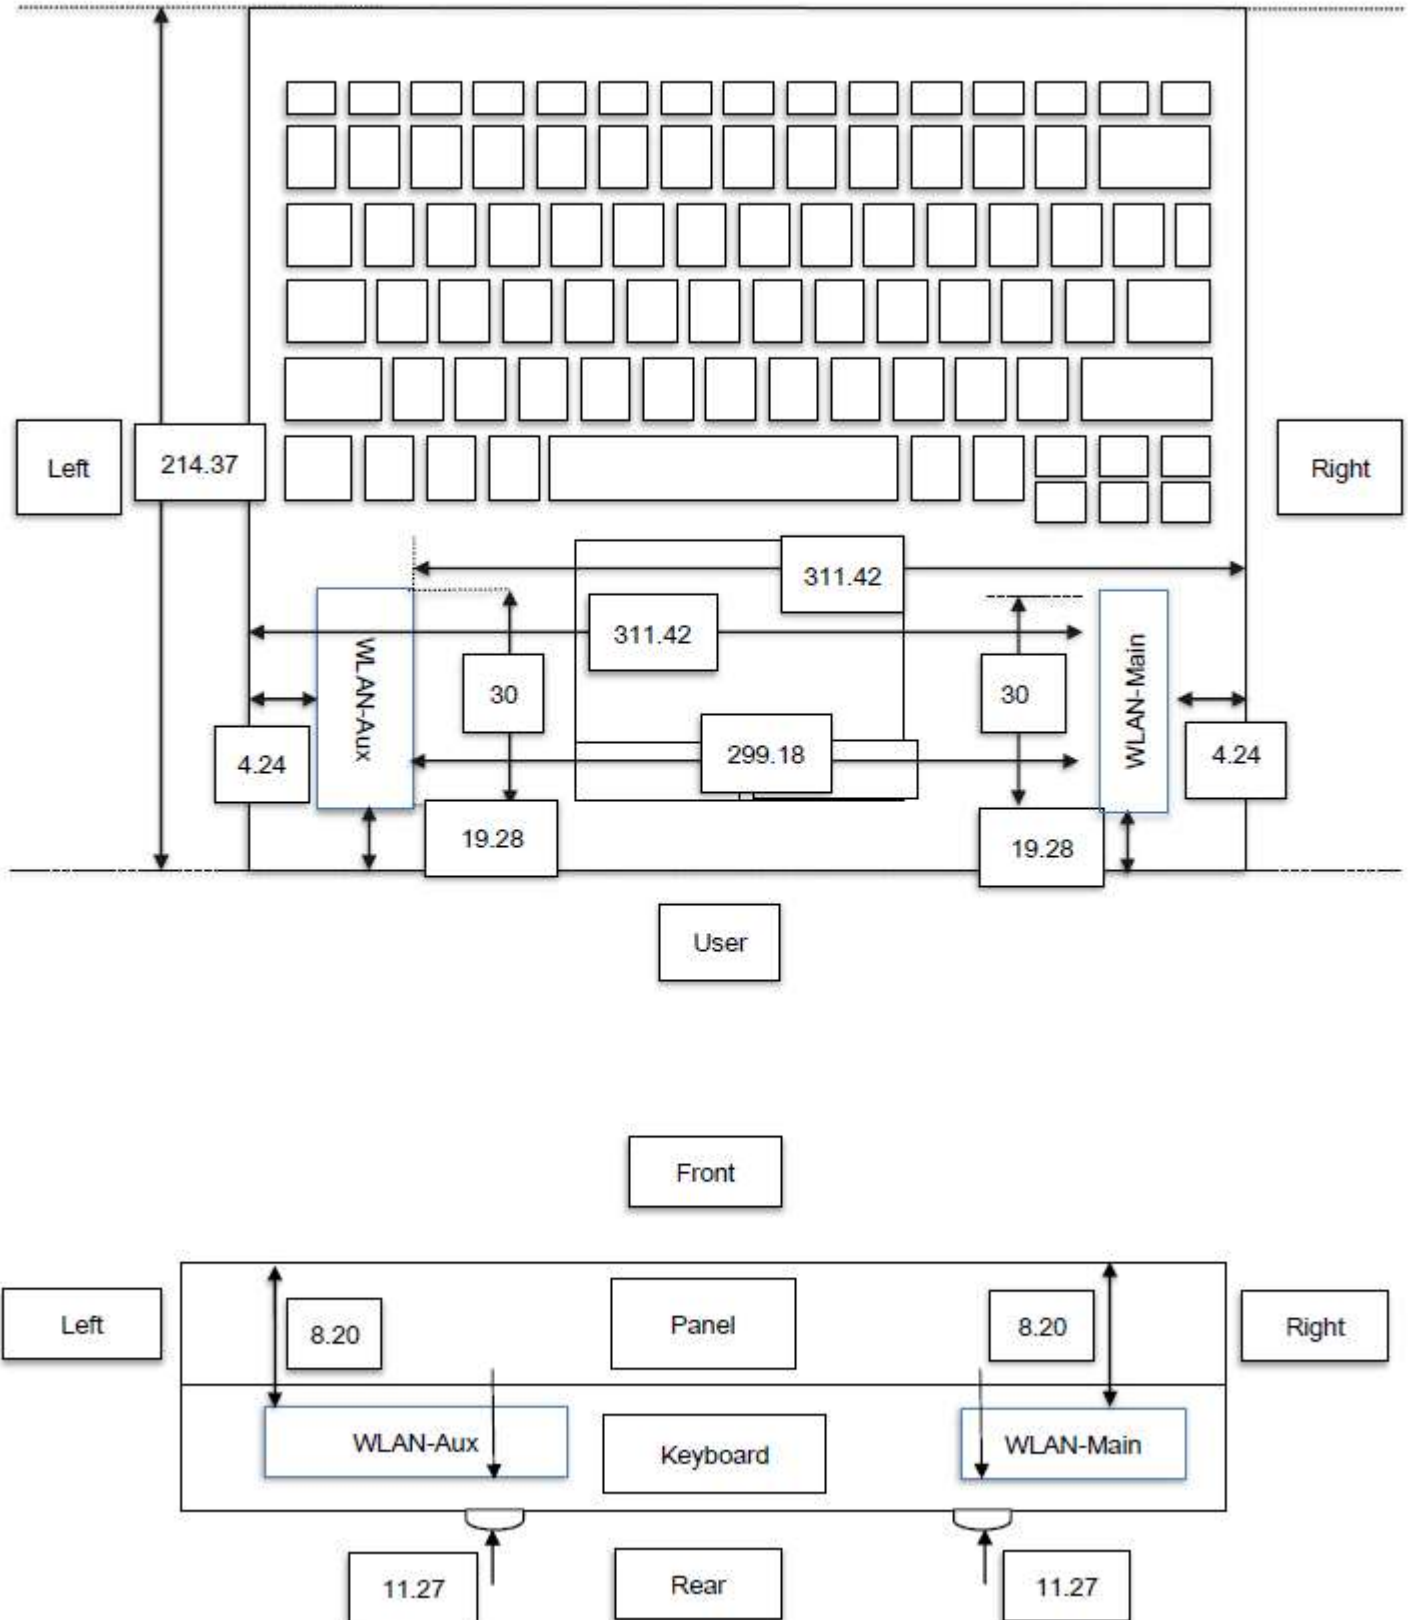 Left
214.37
Right
311.42
311.42
WLAN-Aux
30
30
WLAN-Main
299.18
4.24
4.24
19.28
19.28
User
Front
Left
8.20
Panel
8.20
Right
WLAN-Aux
Keyboard
WLAN-Main
11.27
Rear
11.27